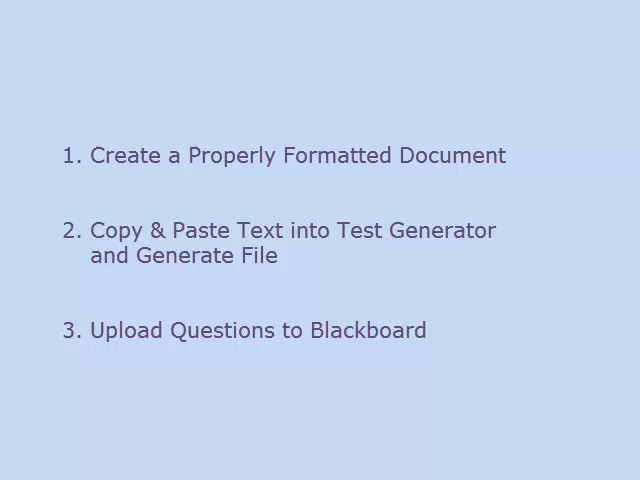 1. Create a Properly Formatted Document
2. Copy & Paste Text into Test Generator
and Generate File
3. Upload Questions to Blackboard